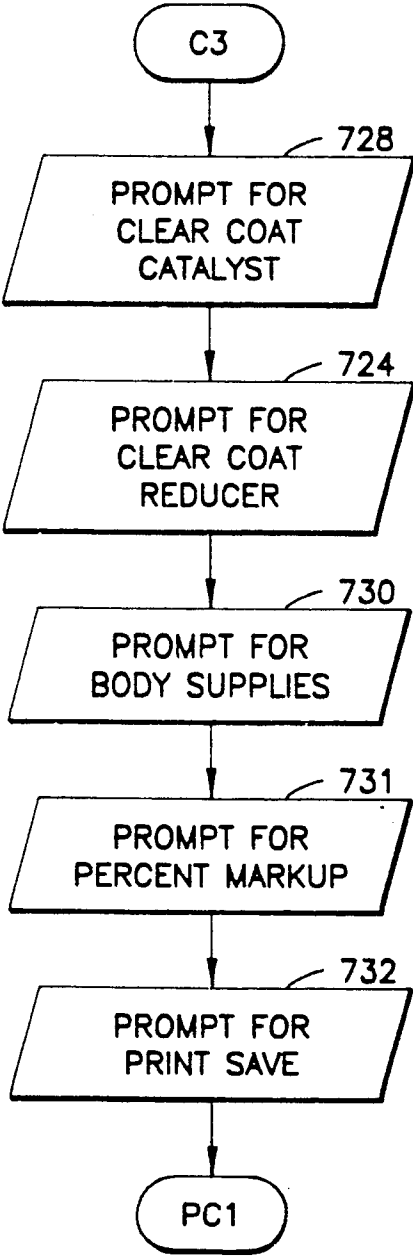 C3
728
PROMPT FOR
CLEAR COAT
CATALYST
724
PROMPT FOR
CLEAR COAT
REDUCER
730
PROMPT FOR
BODY SUPPLIES
731
PROMPT FOR
PERCENT MARKUP
732
PROMPT FOR
PRINT SAVE
PC1